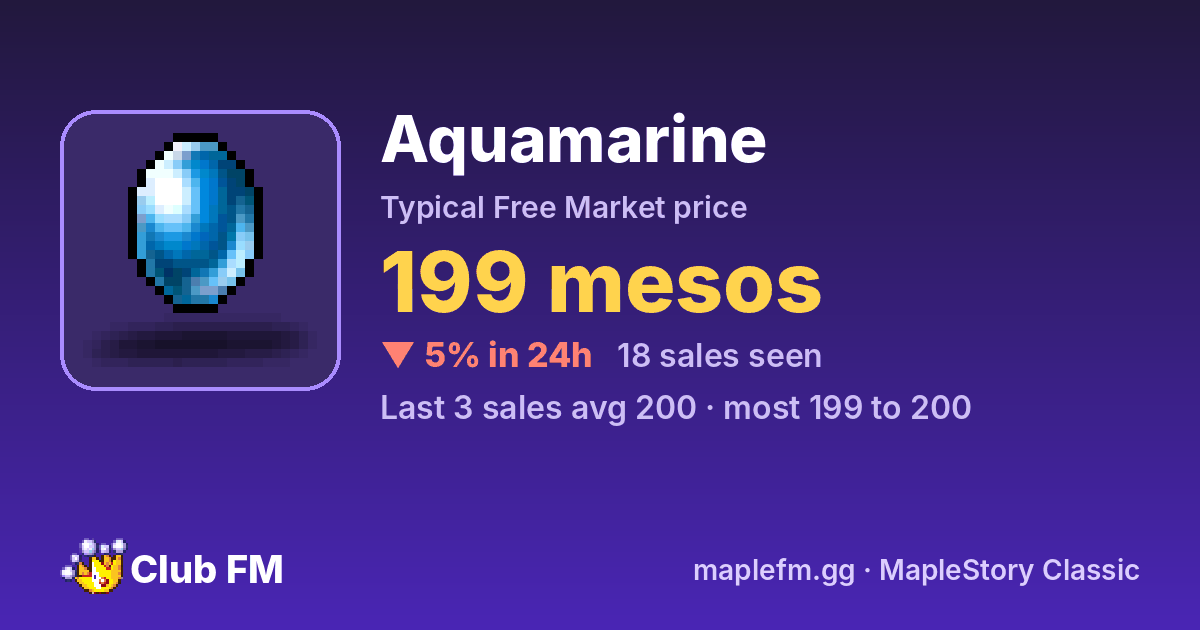 Aquamarine
Typical Free Market price
199 mesos
▼ 5% in 24h 18 sales seen
Last 3 sales avg 200 · most 199 to 200
Club FM
maplefm.gg · MapleStory Classic